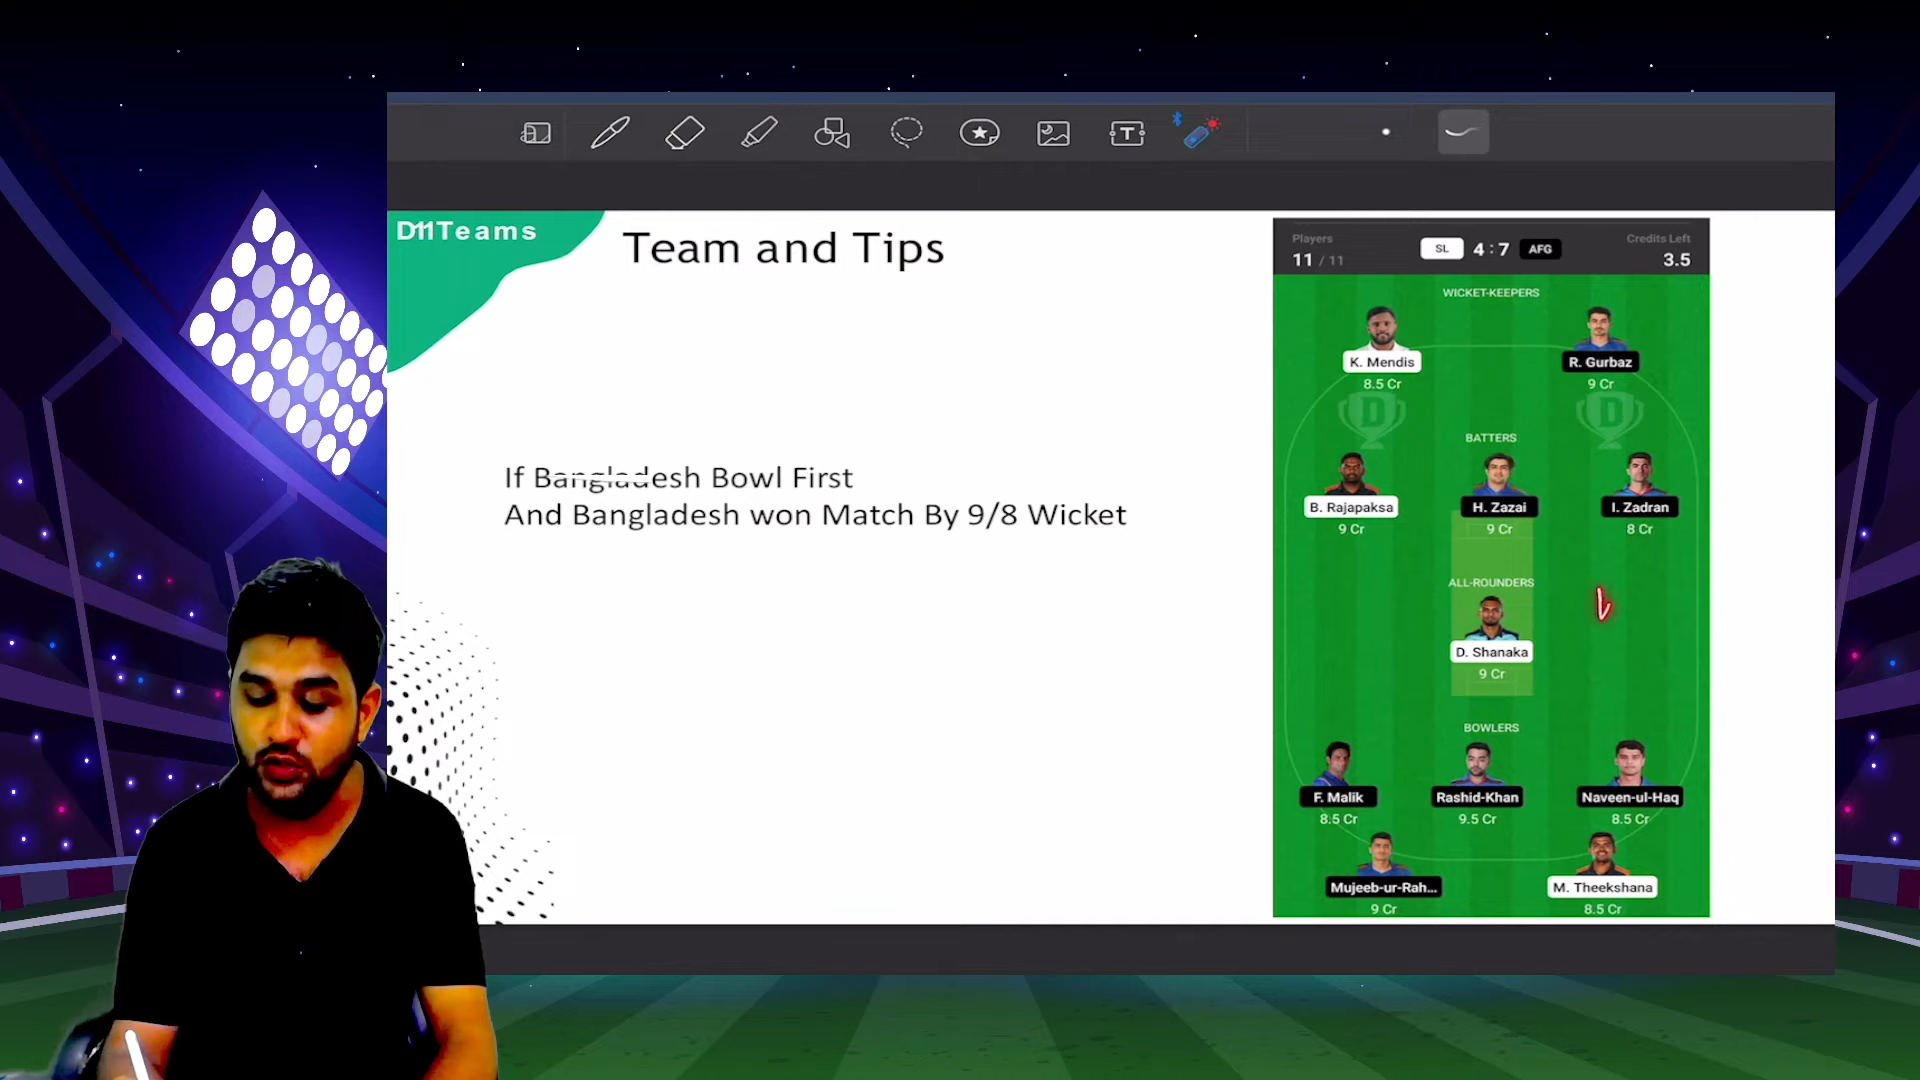 D11Teams
Team and Tips
If Bangladesh Bowl First
And Bangladesh won Match By 9/8 Wicket
Players
11 / 11
SL 4 : 7 AFG
Credits Left
3.5
WICKET-KEEPERS
K. Mendis
8.5 Cr
R. Gurbaz
9 Cr
BATTERS
B. Rajapaksa
9 Cr
H. Zazai
9 Cr
I. Zadran
8 Cr
ALL-ROUNDERS
D. Shanaka
9 Cr
BOWLERS
F. Malik
8.5 Cr
Rashid-Khan
9.5 Cr
Naveen-ul-Haq
8.5 Cr
Mujeeb-ur-Rah...
9 Cr
M. Theekshana
8.5 Cr